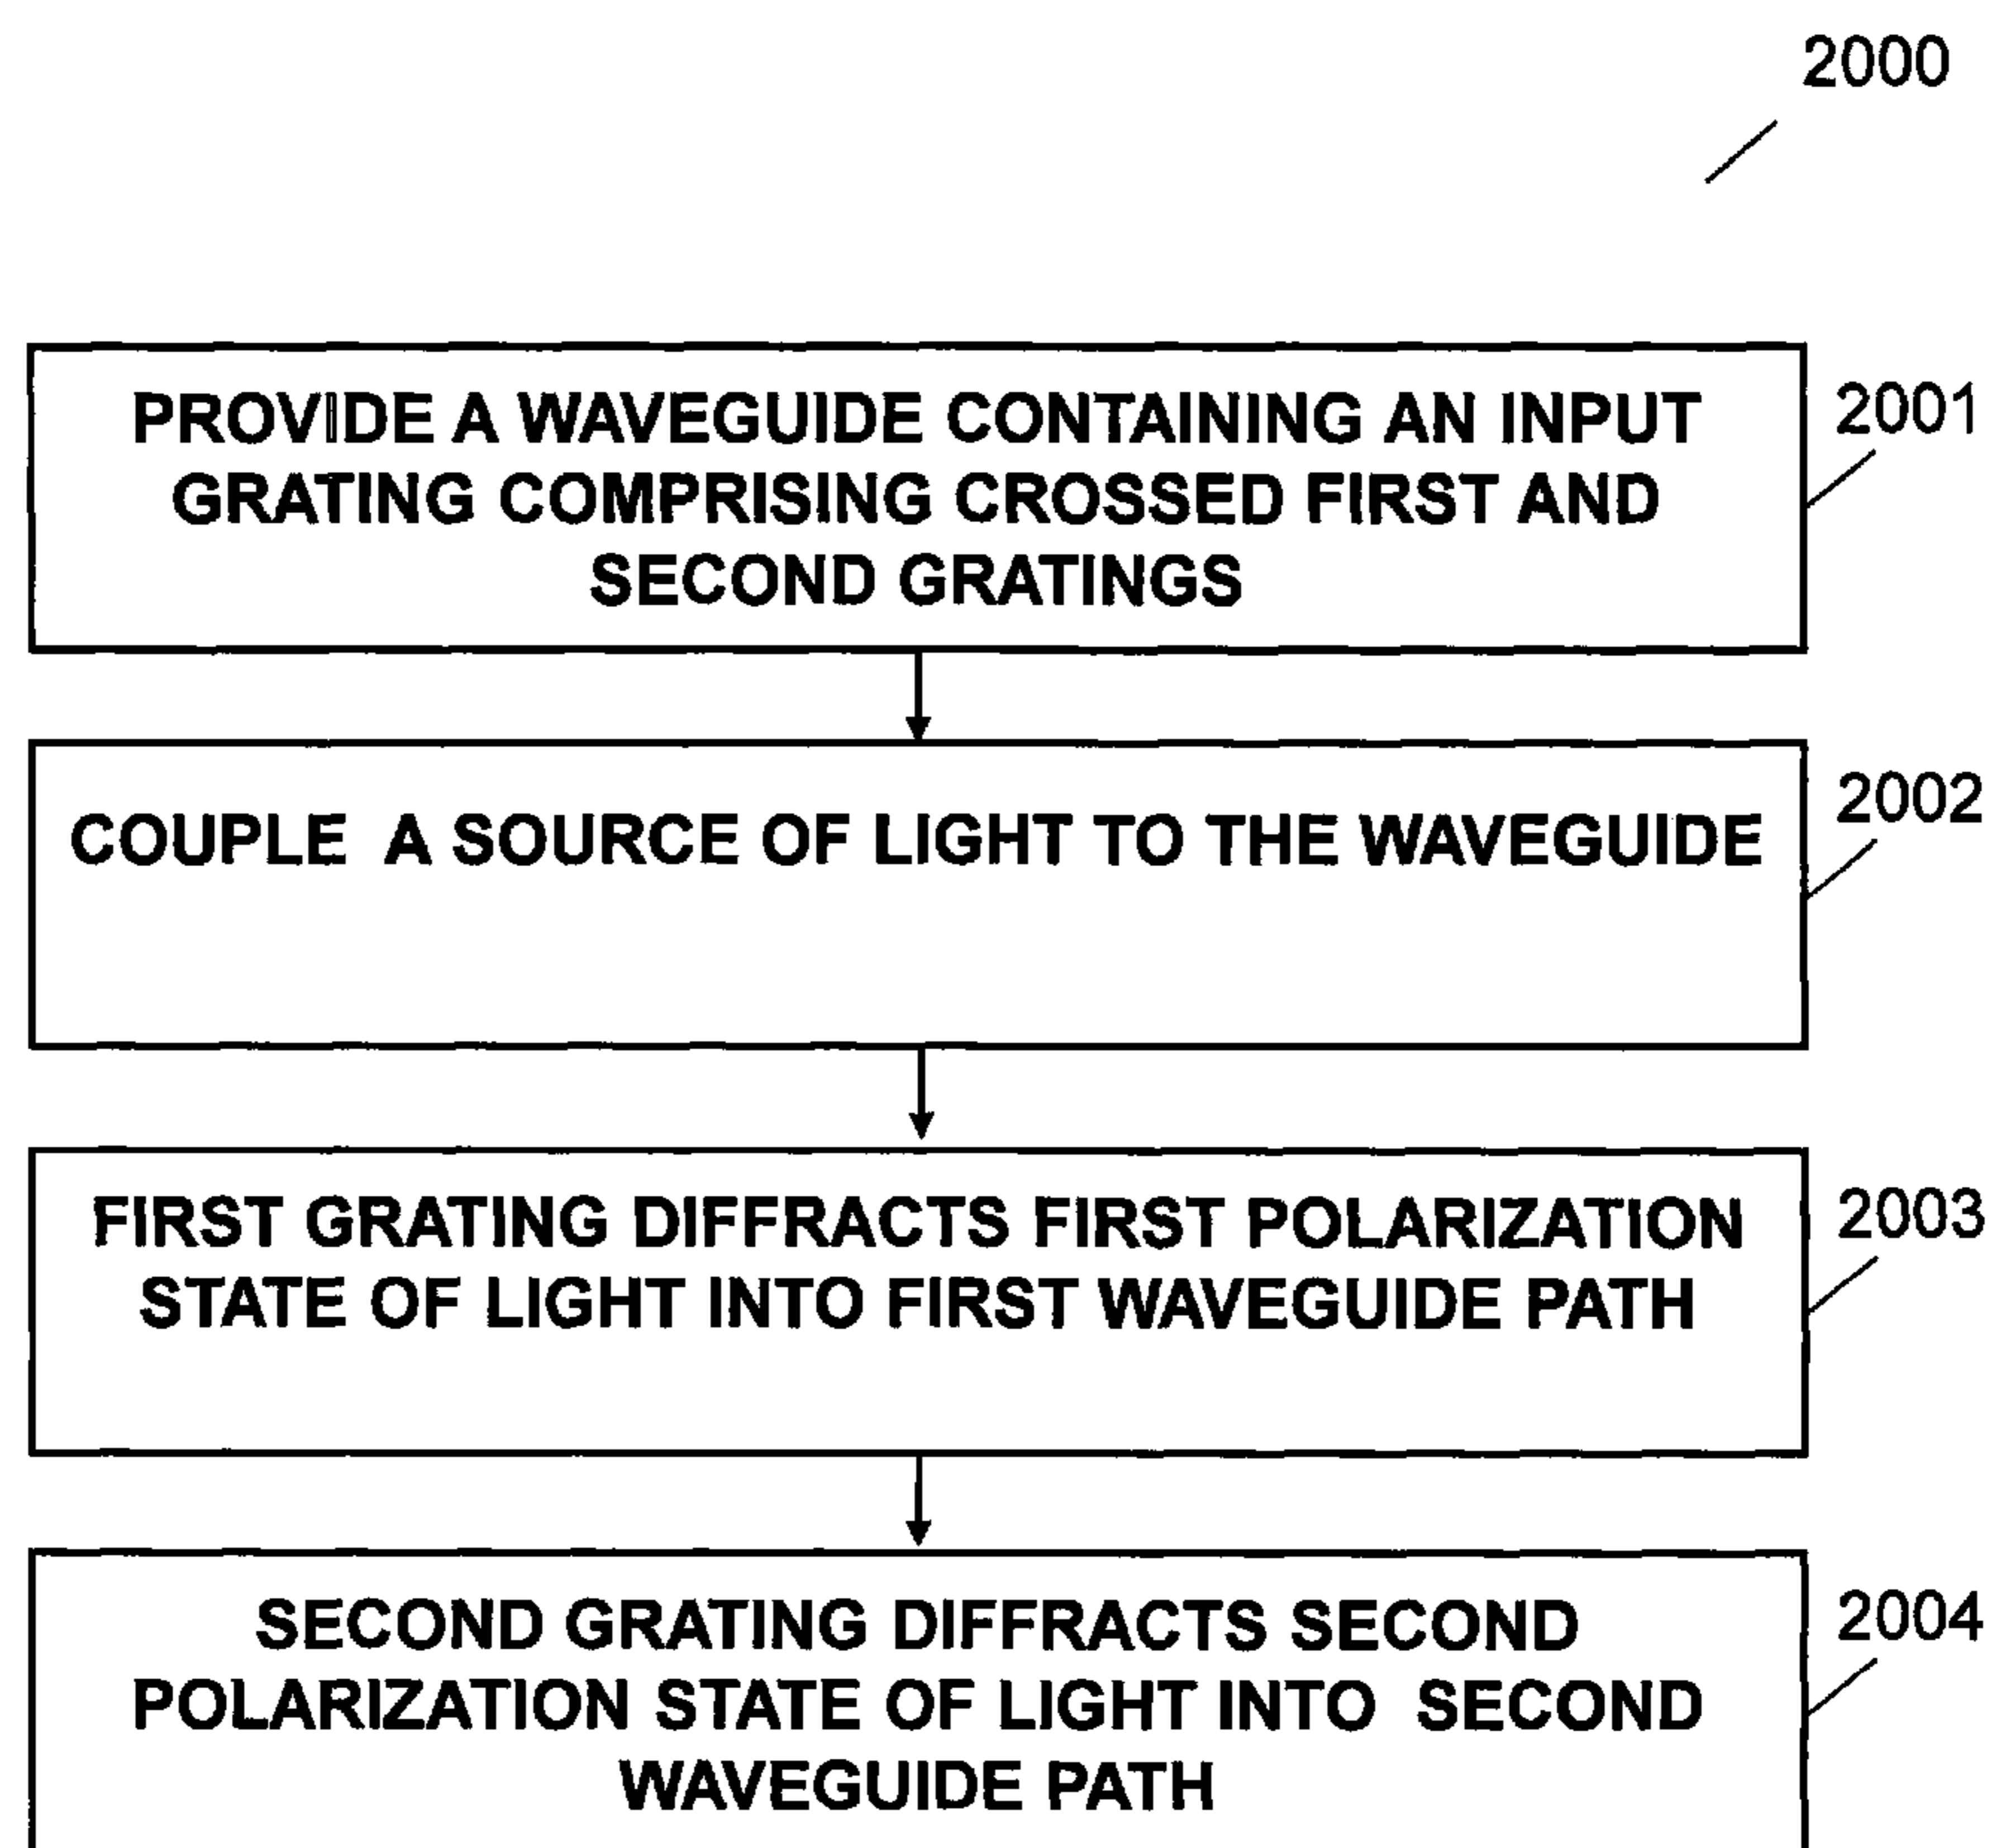 2000
PROVIDE A WAVEGUIDE CONTAINING AN INPUT
GRATING COMPRISING CROSSED FIRST AND
SECOND GRATINGS
2001
COUPLE A SOURCE OF LIGHT TO THE WAVEGUIDE
2002
FIRST GRATING DIFFRACTS FIRST POLARIZATION
STATE OF LIGHT INTO FIRST WAVEGUIDE PATH
2003
SECOND GRATING DIFFRACTS SECOND
POLARIZATION STATE OF LIGHT INTO SECOND
WAVEGUIDE PATH
2004